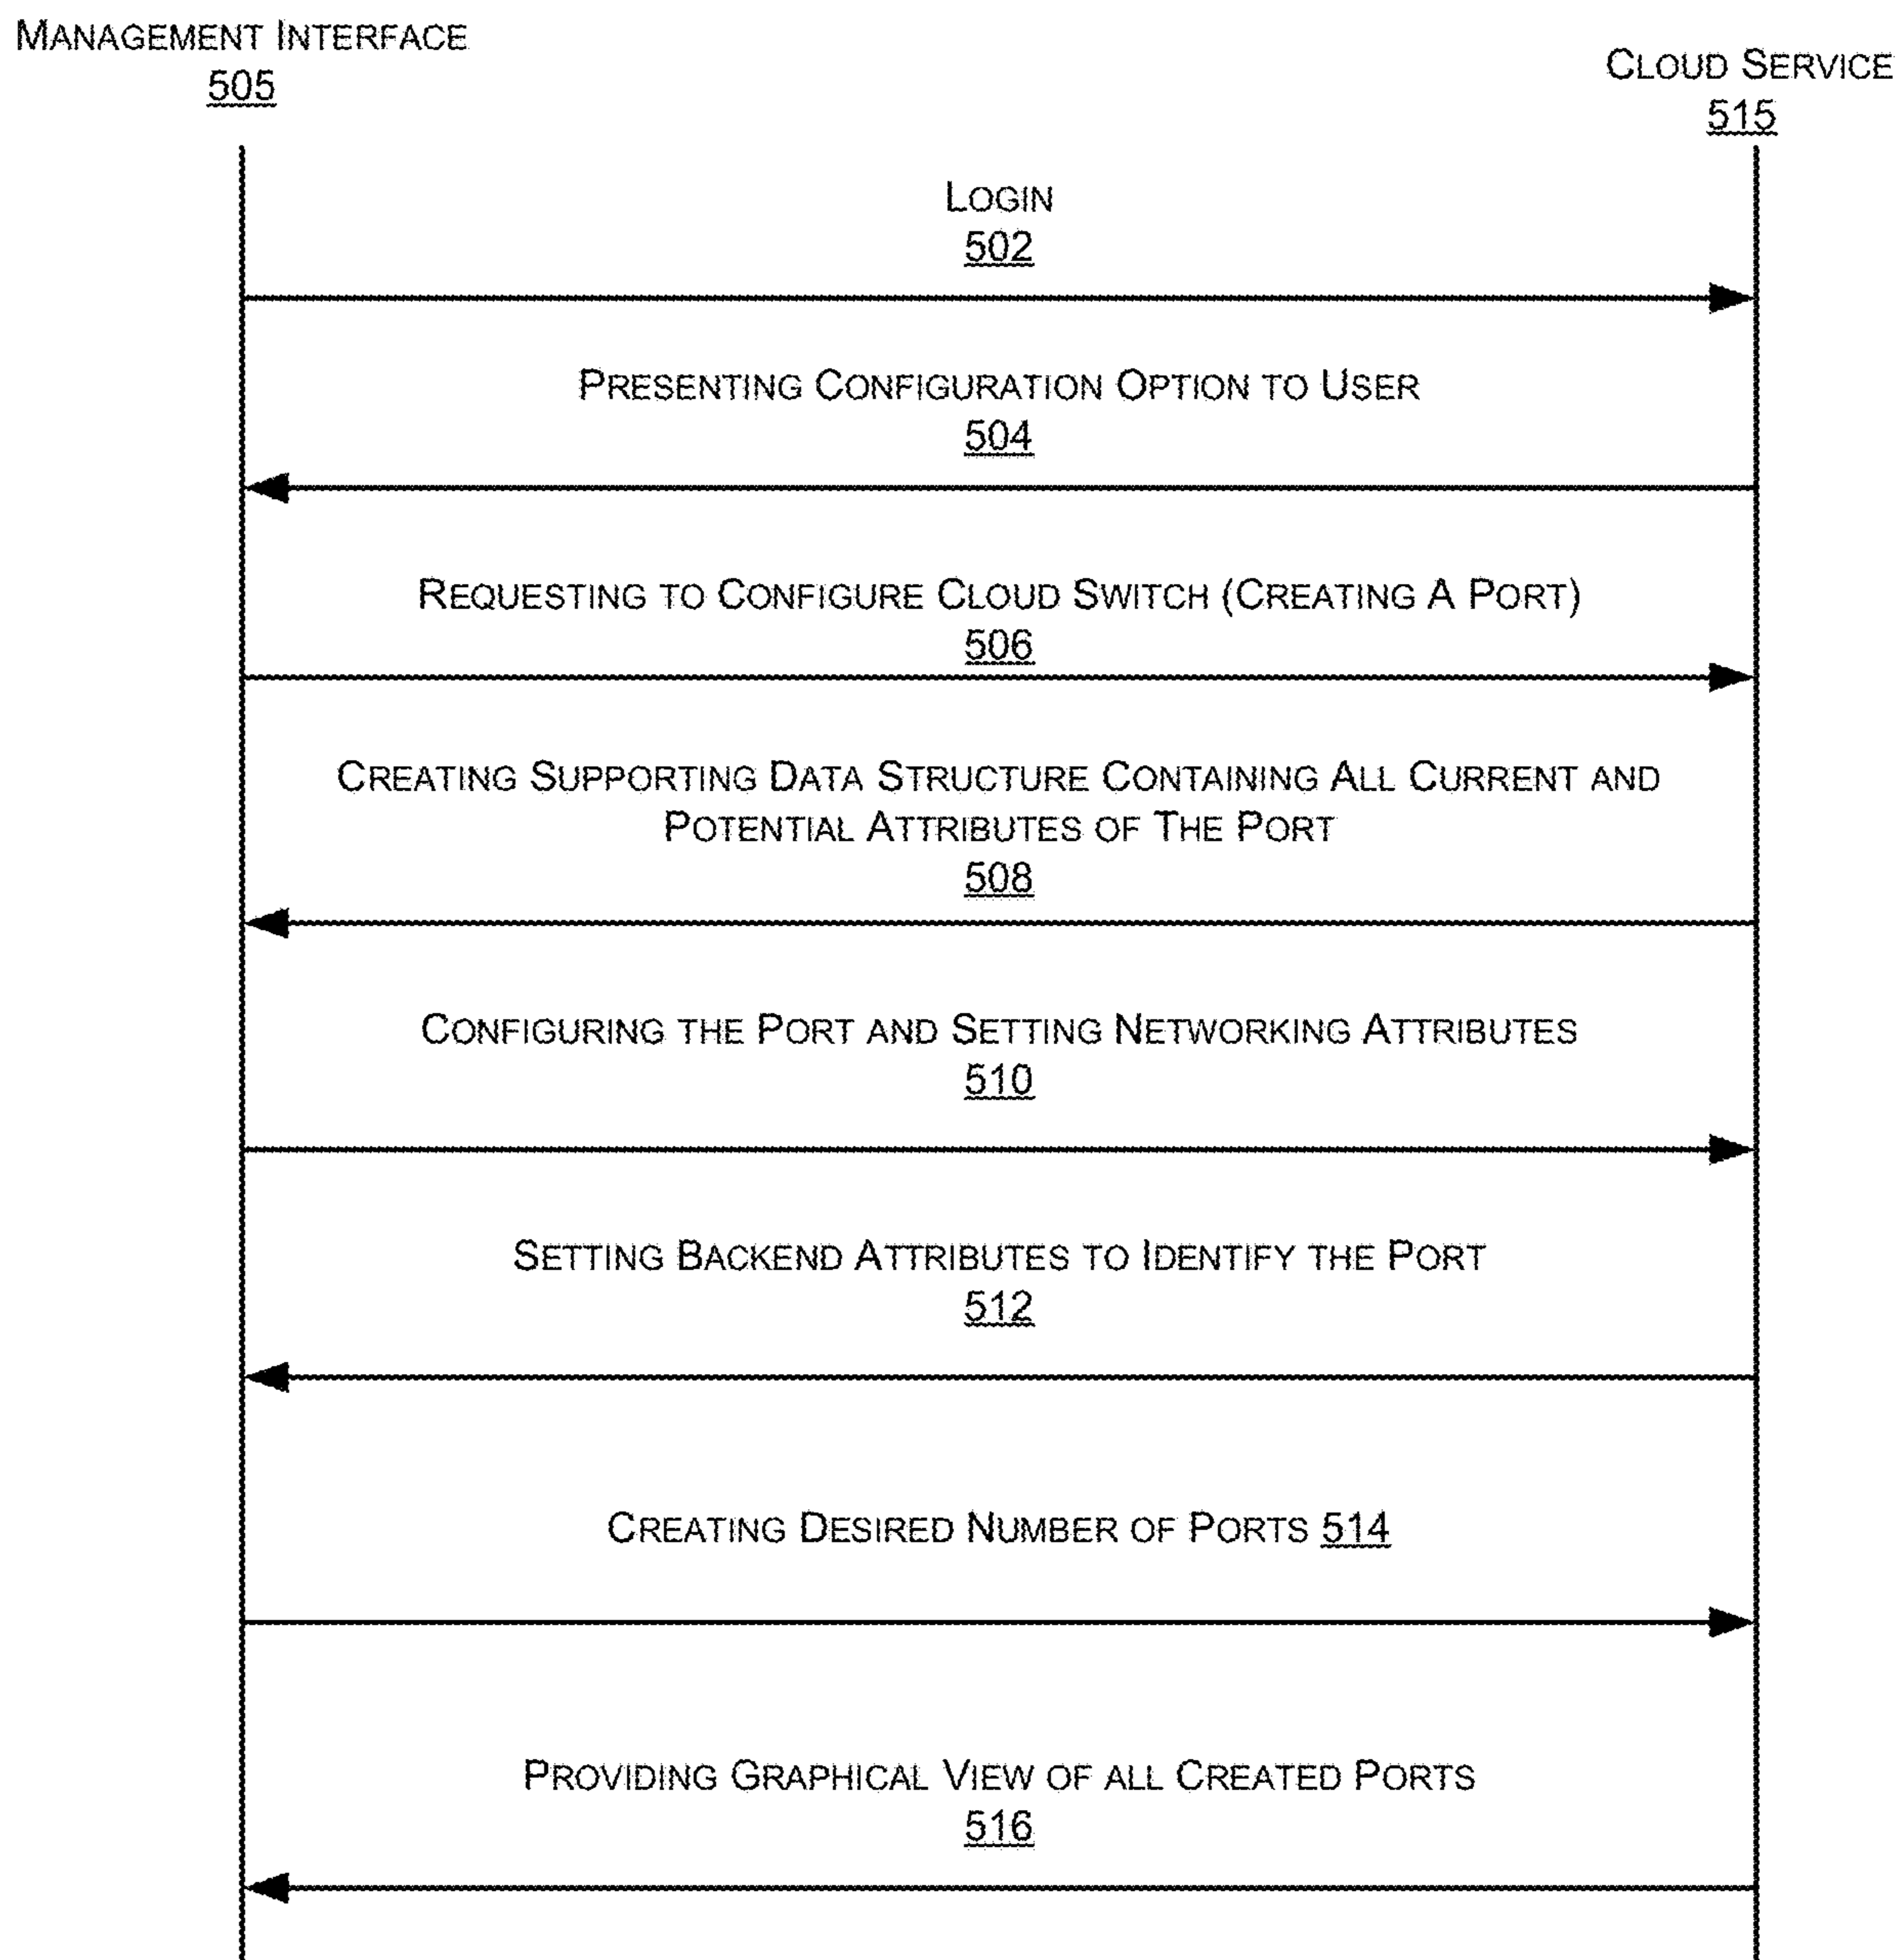 MANAGEMENT INTERFACE
505
CLOUD SERVICE
515
LOGIN
502
PRESENTING CONFIGURATION OPTION TO USER
504
REQUESTING TO CONFIGURE CLOUD SWITCH (CREATING A PORT)
506
CREATING SUPPORTING DATA STRUCTURE CONTAINING ALL CURRENT AND
POTENTIAL ATTRIBUTES OF THE PORT
508
CONFIGURING THE PORT AND SETTING NETWORKING ATTRIBUTES
510
SETTING BACKEND ATTRIBUTES TO IDENTIFY THE PORT
512
CREATING DESIRED NUMBER OF PORTS 514
PROVIDING GRAPHICAL VIEW OF ALL CREATED PORTS
516